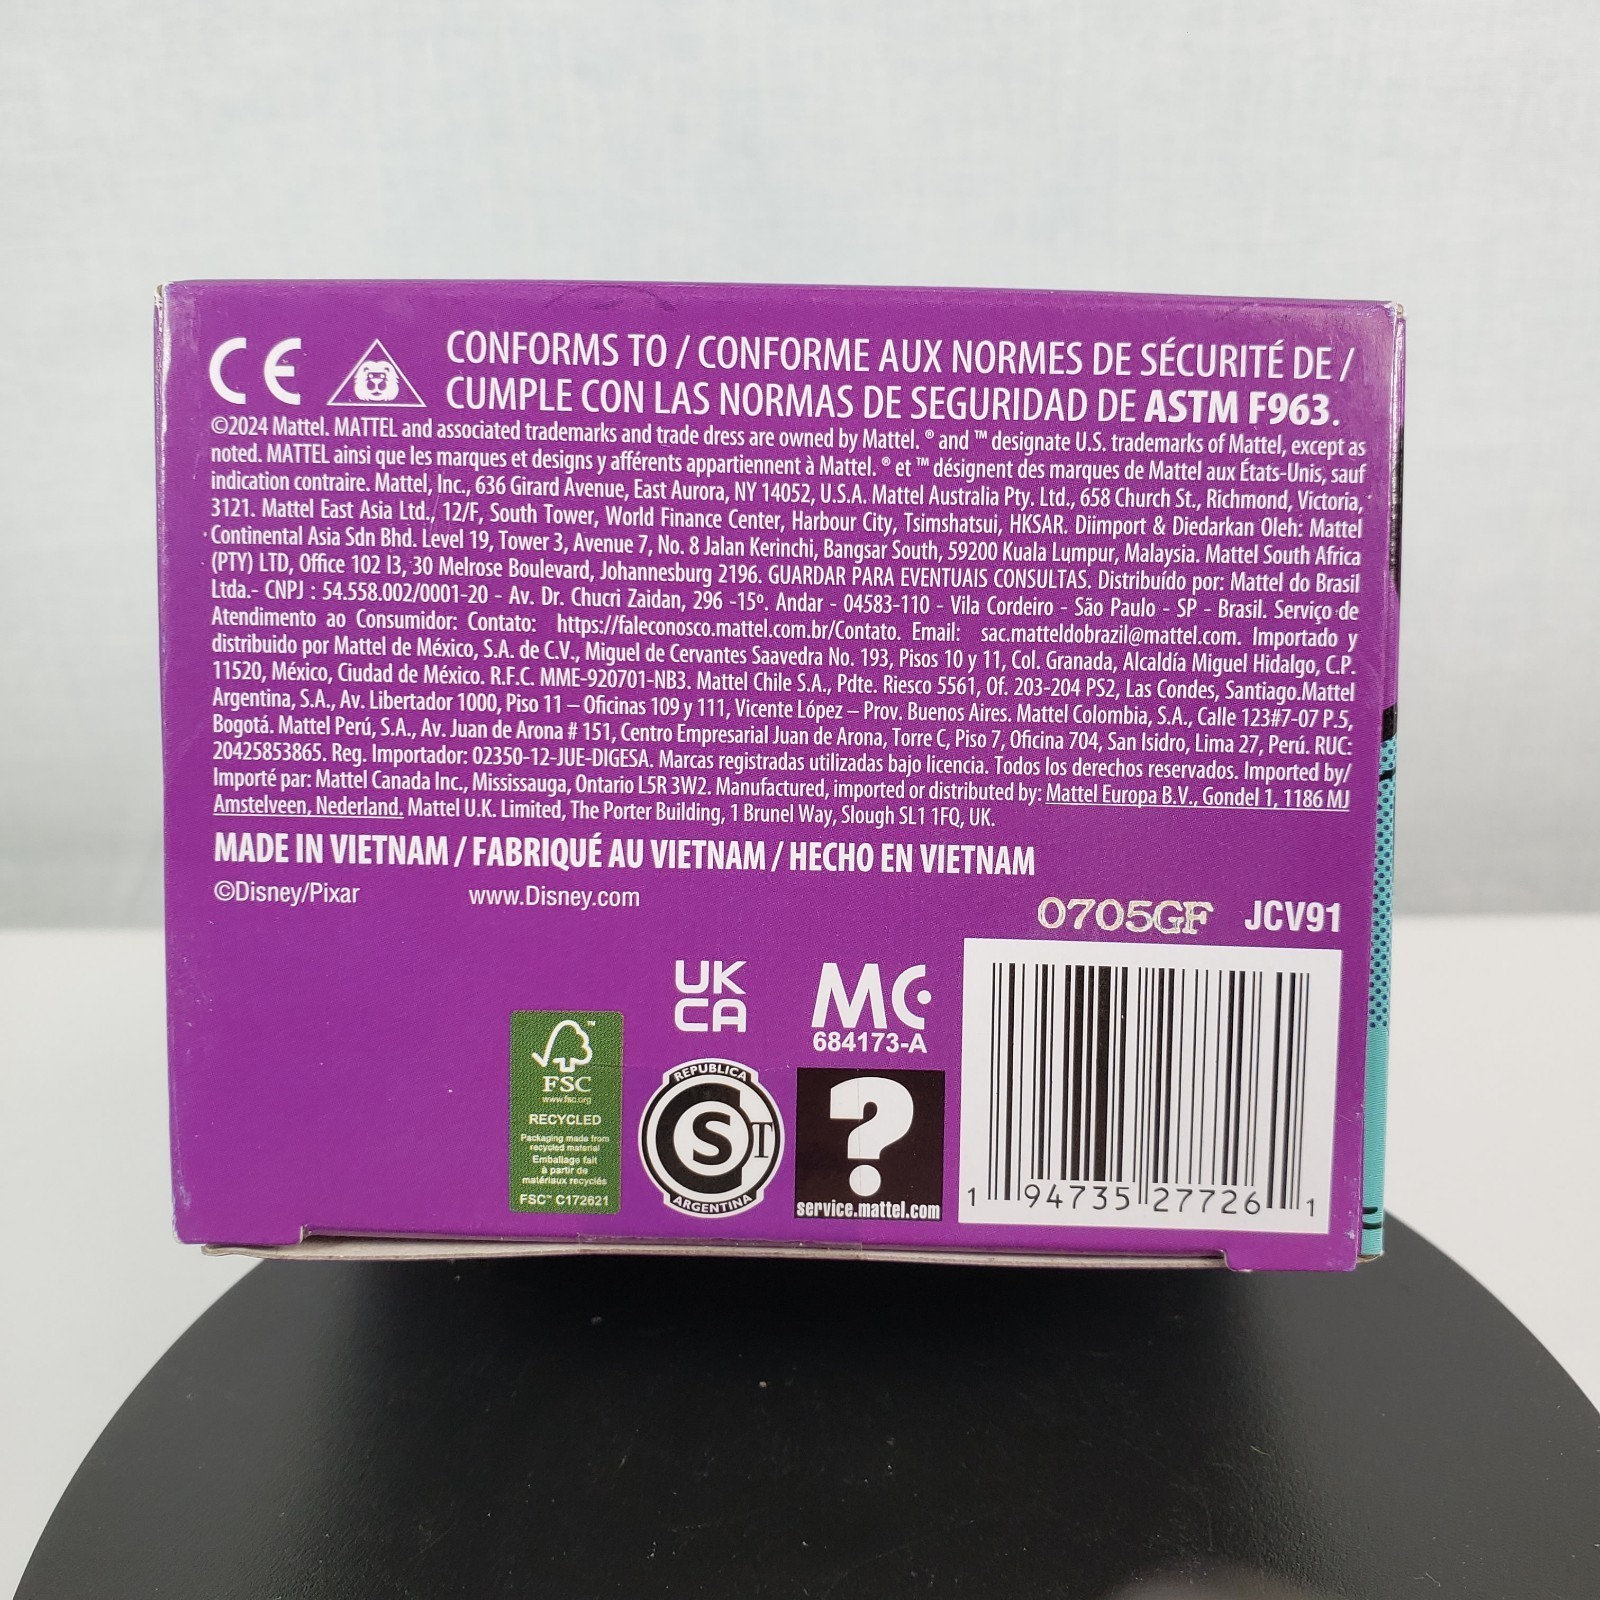 CE
CONFORMS TO / CONFORME AUX NORMES DE SÉCURITÉ DE /
CUMPLE CON LAS NORMAS DE SEGURIDAD DE ASTM F963.
©2024 Mattel. MATTEL and associated trademarks and trade dress are owned by Mattel. ® and ™ designate U.S. trademarks of Mattel, except as
noted. MATTEL ainsi que les marques et designs y afférents appartiennent à Mattel. ® et ™ désignent des marques de Mattel aux États-Unis, sauf
indication contraire. Mattel, Inc., 636 Girard Avenue, East Aurora, NY 14052, U.S.A. Mattel Australia Pty. Ltd., 658 Church St., Richmond, Victoria,
3121. Mattel East Asia Ltd., 12/F, South Tower, World Finance Center, Harbour City, Tsimshatsui, HKSAR. Diimport & Diedarkan Oleh: Mattel
Continental Asia Sdn Bhd. Level 19, Tower 3, Avenue 7, No. 8 Jalan Kerinchi, Bangsar South, 59200 Kuala Lumpur, Malaysia. Mattel South Africa
(PTY) LTD, Office 102 I3, 30 Melrose Boulevard, Johannesburg 2196. GUARDAR PARA EVENTUAIS CONSULTAS. Distribuído por: Mattel do Brasil
Ltda.- CNPJ : 54.558.002/0001-20 - Av. Dr. Chucri Zaidan, 296 -15º. Andar - 04583-110 - Vila Cordeiro - São Paulo - SP - Brasil. Serviço de
Atendimento ao Consumidor: Contato: https://faleconosco.mattel.com.br/Contato. Email: sac.matteldobrazil@mattel.com. Importado y
distribuido por Mattel de México, S.A. de C.V., Miguel de Cervantes Saavedra No. 193, Pisos 10 y 11, Col. Granada, Alcaldía Miguel Hidalgo, C.P.
11520, México, Ciudad de México. R.F.C. MME-920701-NB3. Mattel Chile S.A., Pdte. Riesco 5561, Of. 203-204 PS2, Las Condes, Santiago.Mattel
Argentina, S.A., Av. Libertador 1000, Piso 11 – Oficinas 109 y 111, Vicente López – Prov. Buenos Aires. Mattel Colombia, S.A., Calle 123#7-07 P.5,
Bogotá. Mattel Perú, S.A., Av. Juan de Arona # 151, Centro Empresarial Juan de Arona, Torre C, Piso 7, Oficina 704, San Isidro, Lima 27, Perú. RUC:
20425853865. Reg. Importador: 02350-12-JUE-DIGESA. Marcas registradas utilizadas bajo licencia. Todos los derechos reservados. Imported by/
Importé par: Mattel Canada Inc., Mississauga, Ontario L5R 3W2. Manufactured, imported or distributed by: Mattel Europa B.V., Gondel 1, 1186 MJ
Amstelveen, Nederland. Mattel U.K. Limited, The Porter Building, 1 Brunel Way, Slough SL1 1FQ, UK.
MADE IN VIETNAM / FABRIQUÉ AU VIETNAM / HECHO EN VIETNAM
©Disney/Pixar www.Disney.com
0705GF JCV91
UK
CA
MC
684173-A
FSC
www.fsc.org
RECYCLED
Packaging made from
recycled material
Emballage fait
à partir de
matériaux recyclés
FSC™ C172621
REPUBLICA
S T
ARGENTINA
?
service.mattel.com
1 94735 27726 1